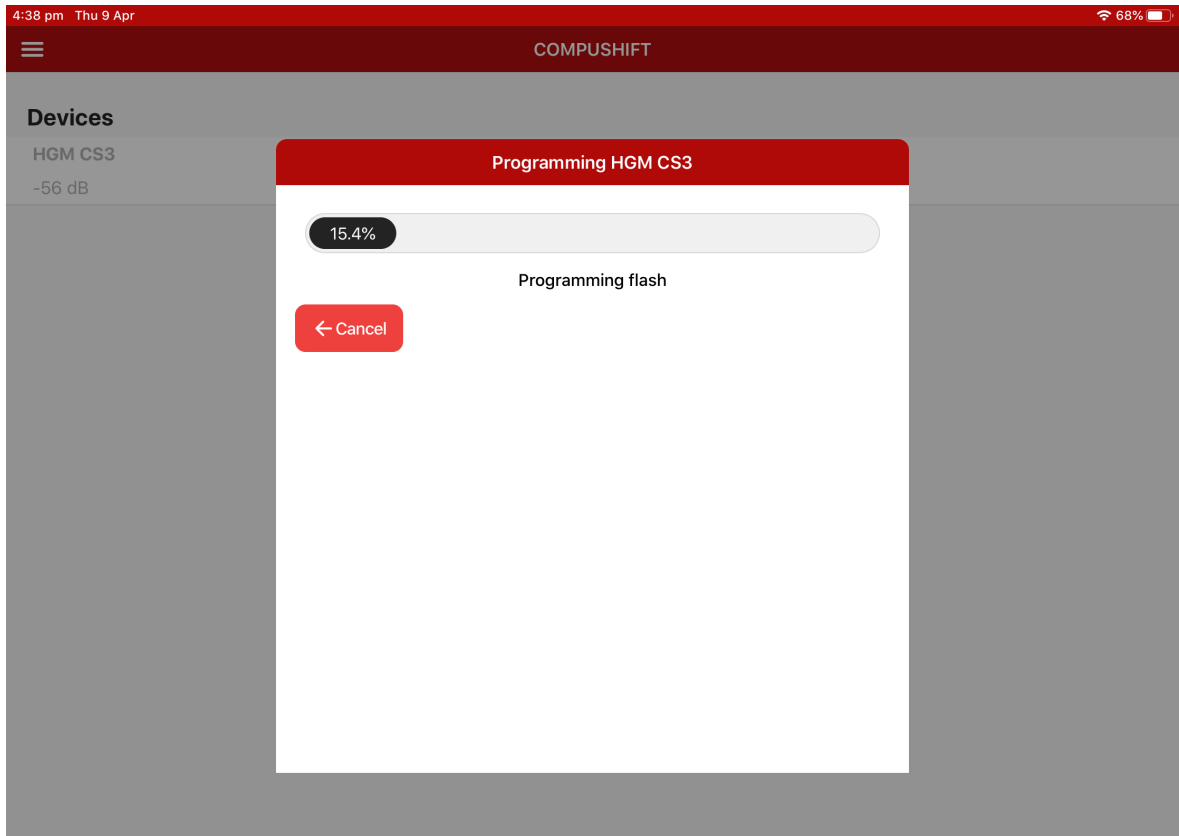 4:38 pm Thu 9 Apr 68%
COMPUSHIFT
Devices
HGM CS3
-56 dB
Programming HGM CS3
15.4%
Programming flash
Cancel